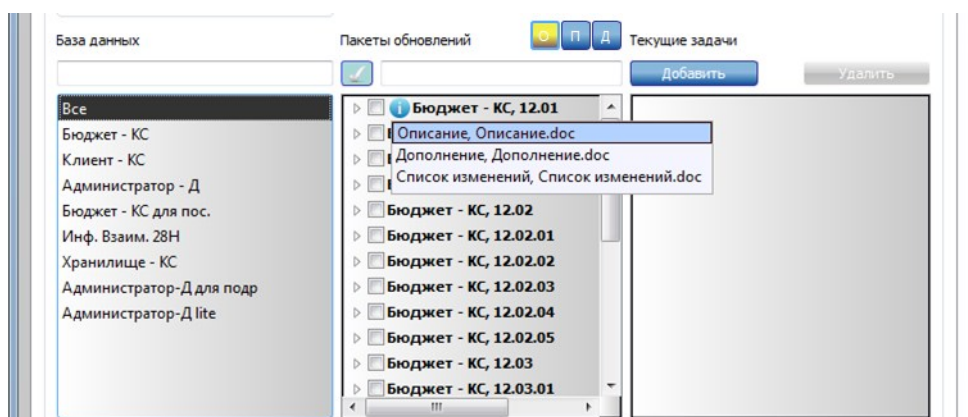 База данных
Пакеты обновлений
О П Д
Текущие задачи
Добавить
Удалить
Все
Бюджет - КС
Клиент - КС
Администратор - Д
Бюджет - КС для пос.
Инф. Взаим. 28Н
Хранилище - КС
Администратор-Д для подр
Администратор-Д lite
Бюджет - КС, 12.01
Описание, Описание.doc
Дополнение, Дополнение.doc
Список изменений, Список изменений.doc
Бюджет - КС, 12.02
Бюджет - КС, 12.02.01
Бюджет - КС, 12.02.02
Бюджет - КС, 12.02.03
Бюджет - КС, 12.02.04
Бюджет - КС, 12.02.05
Бюджет - КС, 12.03
Бюджет - КС, 12.03.01